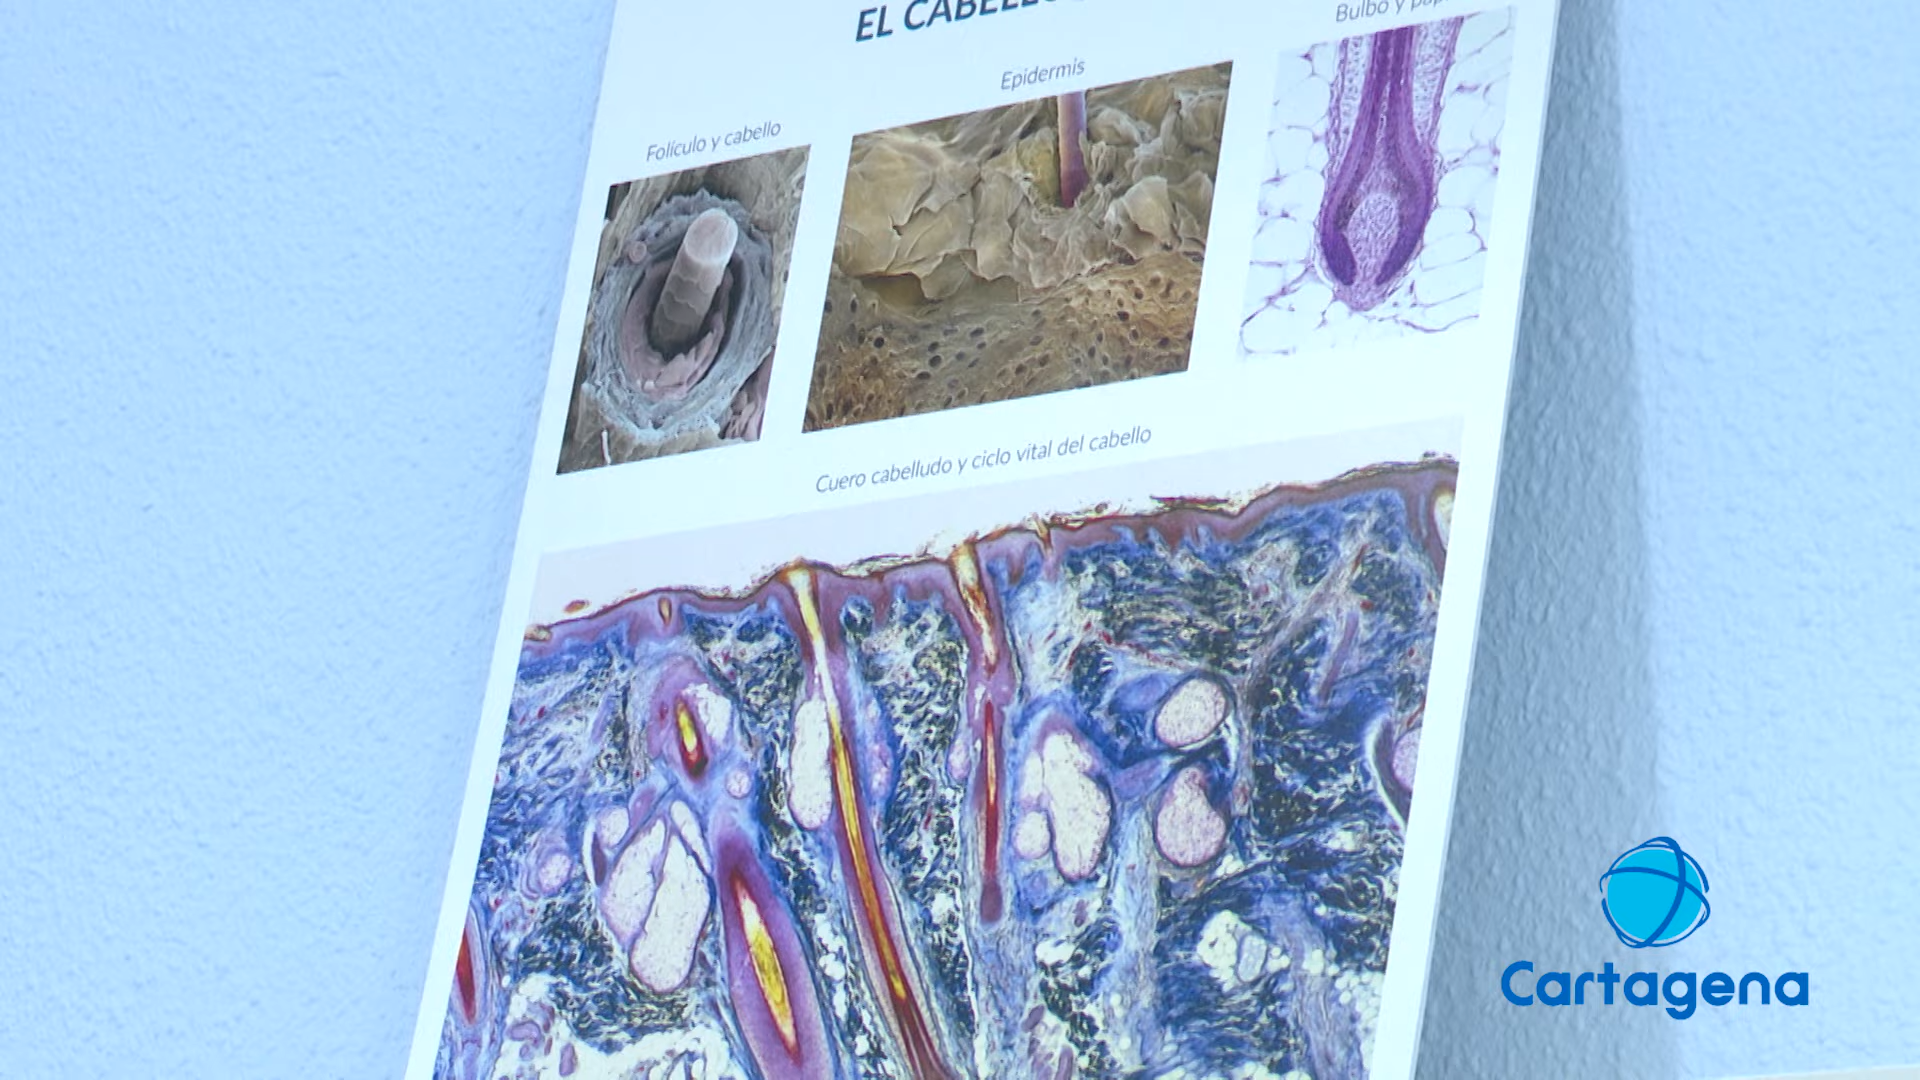 EL CABELLO
Bulbo y
Epidermis
Folículo y cabello
Cuero cabelludo y ciclo vital del cabello
Cartagena